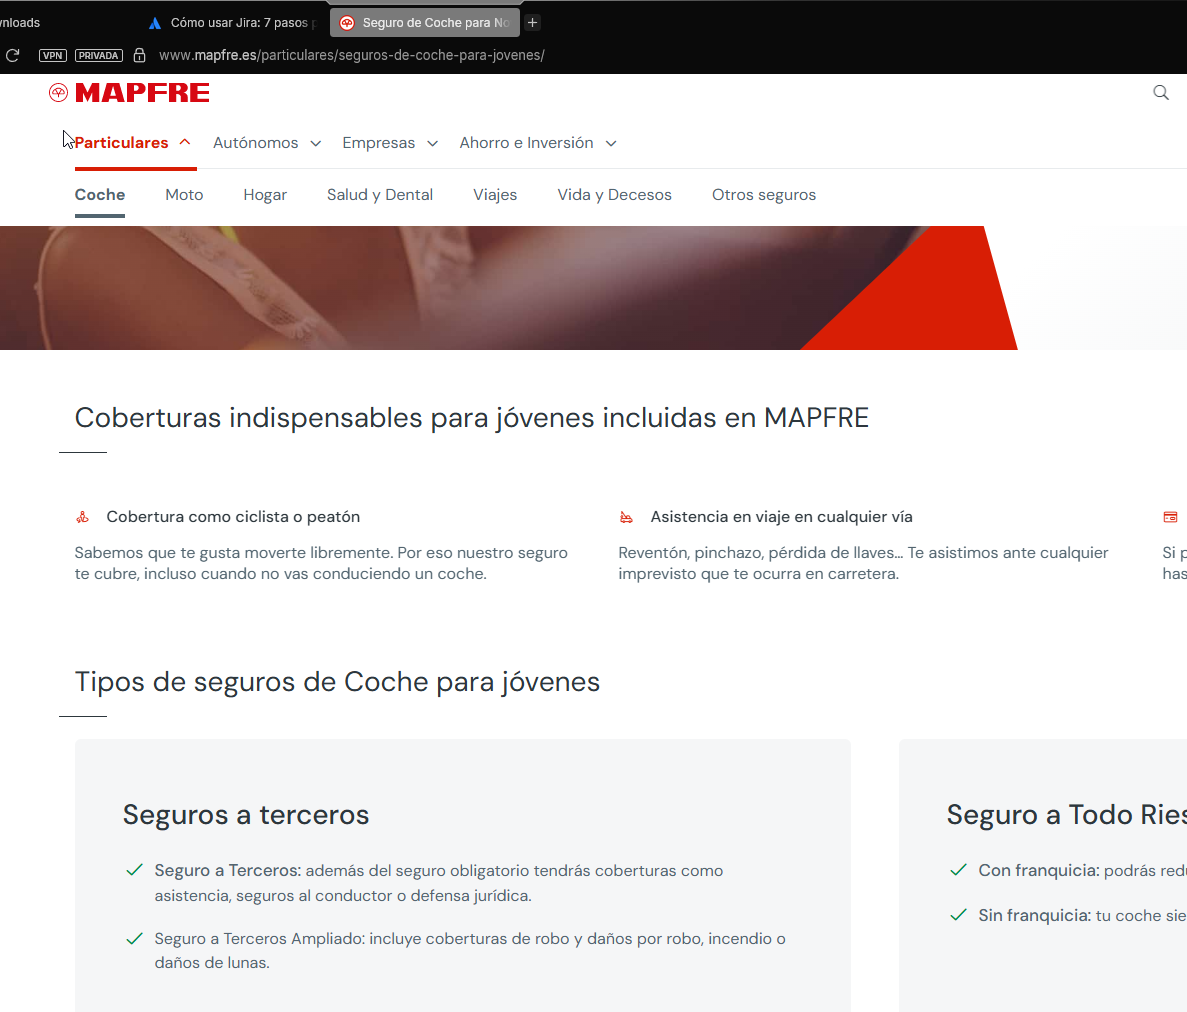 wnloads
Cómo usar Jira: 7 pasos
Seguro de Coche para No
VPN PRIVADA www.mapfre.es/particulares/seguros-de-coche-para-jovenes/
MAPFRE
Particulares Autónomos Empresas Ahorro e Inversión
Coche Moto Hogar Salud y Dental Viajes Vida y Decesos Otros seguros
Coberturas indispensables para jóvenes incluidas en MAPFRE
Cobertura como ciclista o peatón
Sabemos que te gusta moverte libremente. Por eso nuestro seguro
te cubre, incluso cuando no vas conduciendo un coche.
Asistencia en viaje en cualquier vía
Reventón, pinchazo, pérdida de llaves... Te asistimos ante cualquier
imprevisto que te ocurra en carretera.
Si p
has
Tipos de seguros de Coche para jóvenes
Seguros a terceros
Seguro a Terceros: además del seguro obligatorio tendrás coberturas como
asistencia, seguros al conductor o defensa jurídica.
Seguro a Terceros Ampliado: incluye coberturas de robo y daños por robo, incendio o
daños de lunas.
Seguro a Todo Ries
Con franquicia: podrás redu
Sin franquicia: tu coche sie